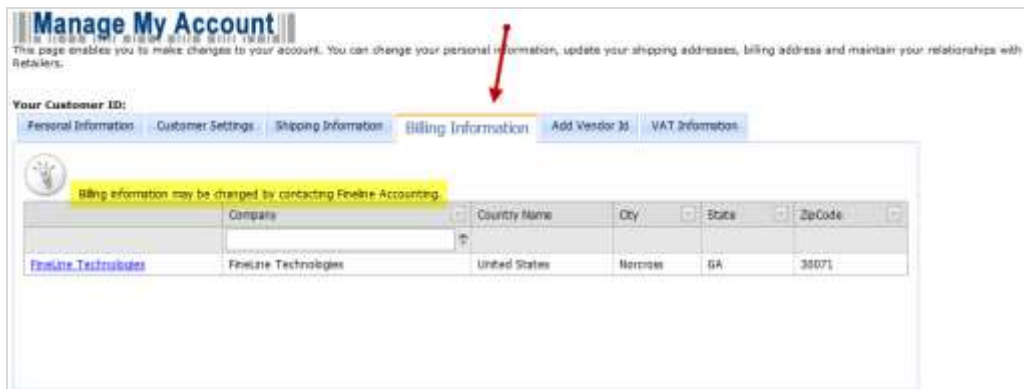 Manage My Account
This page enables you to make changes to your account. You can change your personal information, update your shipping addresses, billing address and maintain your relationships with
Retailers.
Your Customer ID:
Personal Information Customer Settings Shipping Information Billing Information Add Vendor Id VAT Information
Billing information may be changed by contacting Fineline Accounting.
Company Country Name City State ZipCode
FineLine Technologies FineLine Technologies United States Norcross GA 30071